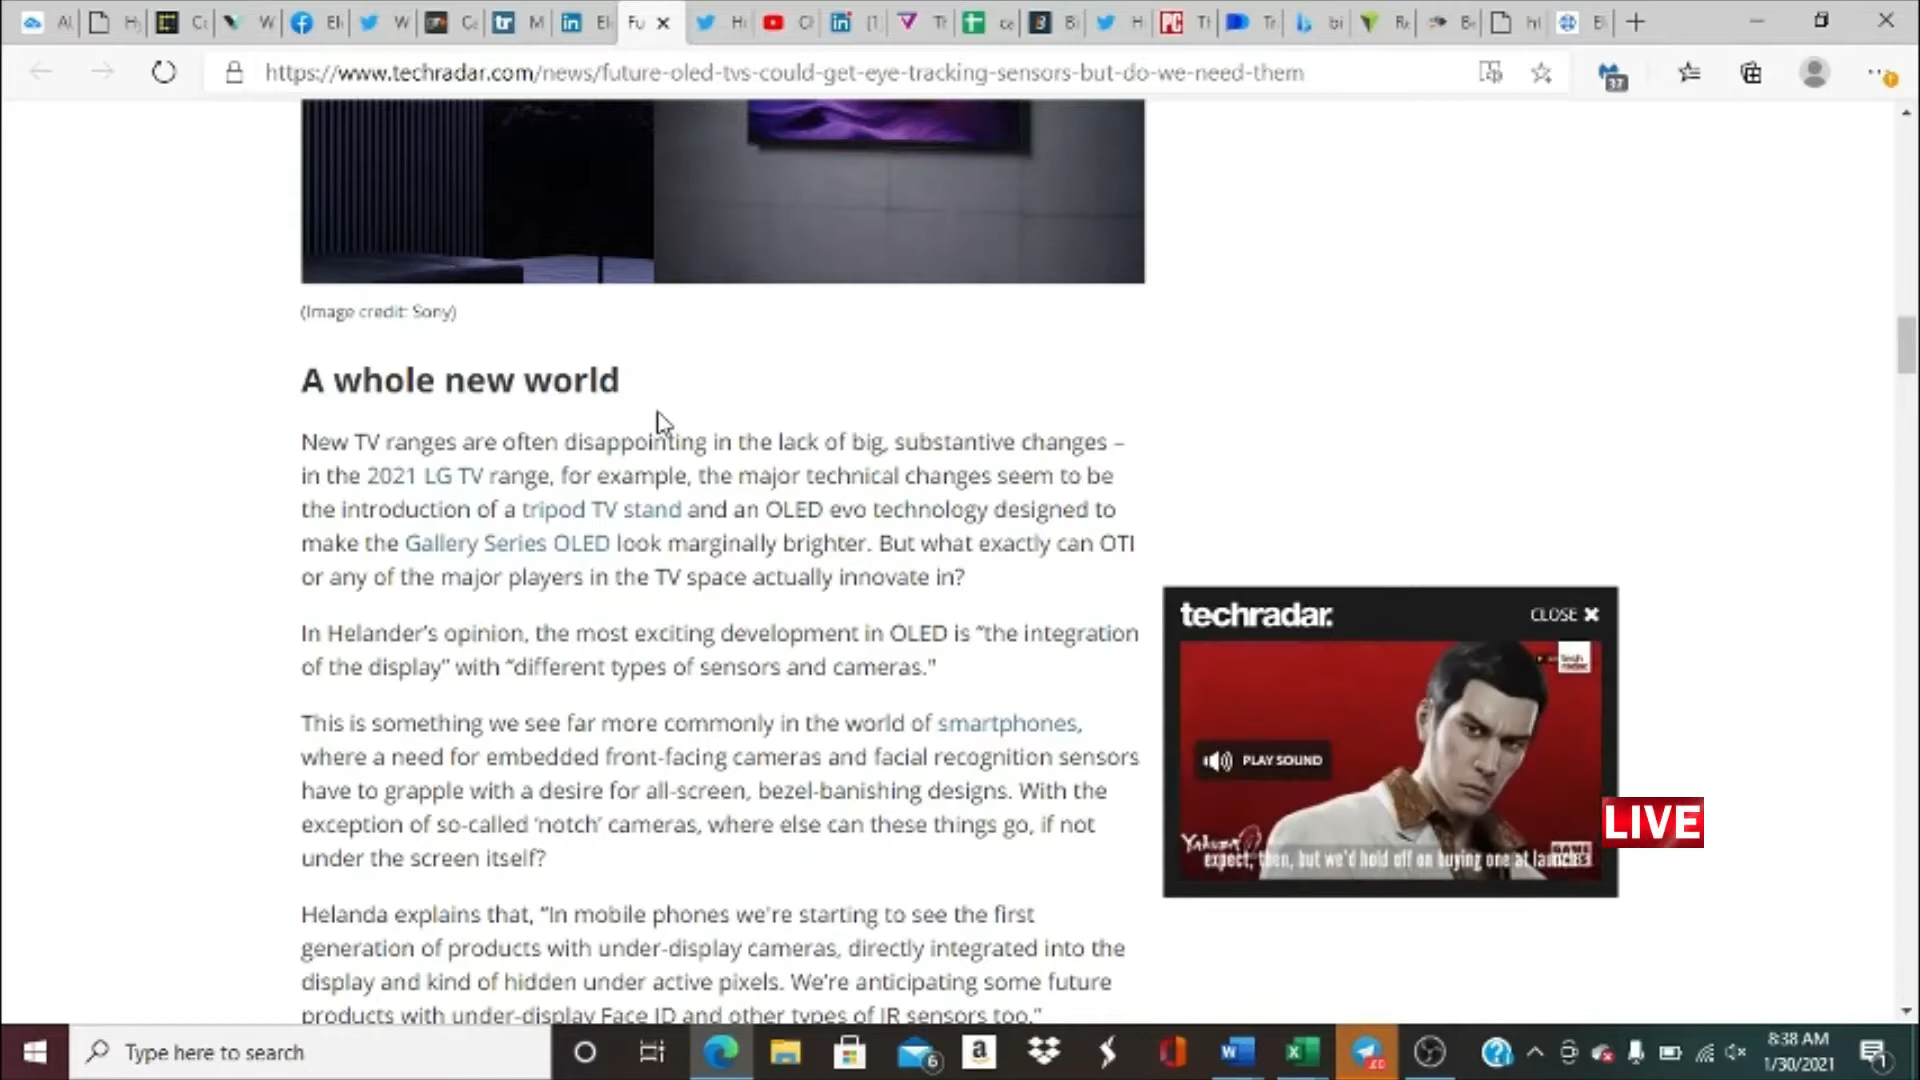 https://www.techradar.com/news/future-oled-tvs-could-get-eye-tracking-sensors-but-do-we-need-them
37
(Image credit: Sony)
A whole new world
New TV ranges are often disappointing in the lack of big, substantive changes –
in the 2021 LG TV range, for example, the major technical changes seem to be
the introduction of a tripod TV stand and an OLED evo technology designed to
make the Gallery Series OLED look marginally brighter. But what exactly can OTI
or any of the major players in the TV space actually innovate in?
In Helander's opinion, the most exciting development in OLED is "the integration
of the display" with "different types of sensors and cameras."
This is something we see far more commonly in the world of smartphones,
where a need for embedded front-facing cameras and facial recognition sensors
have to grapple with a desire for all-screen, bezel-banishing designs. With the
exception of so-called 'notch' cameras, where else can these things go, if not
under the screen itself?
Helanda explains that, "In mobile phones we're starting to see the first
generation of products with under-display cameras, directly integrated into the
display and kind of hidden under active pixels. We're anticipating some future
products with under-display Face ID and other types of IR sensors too."
techradar.
CLOSE
PLAY SOUND
expect, then, but we'd hold off on buying one at launch
LIVE
Type here to search
8:38 AM
1/30/2021